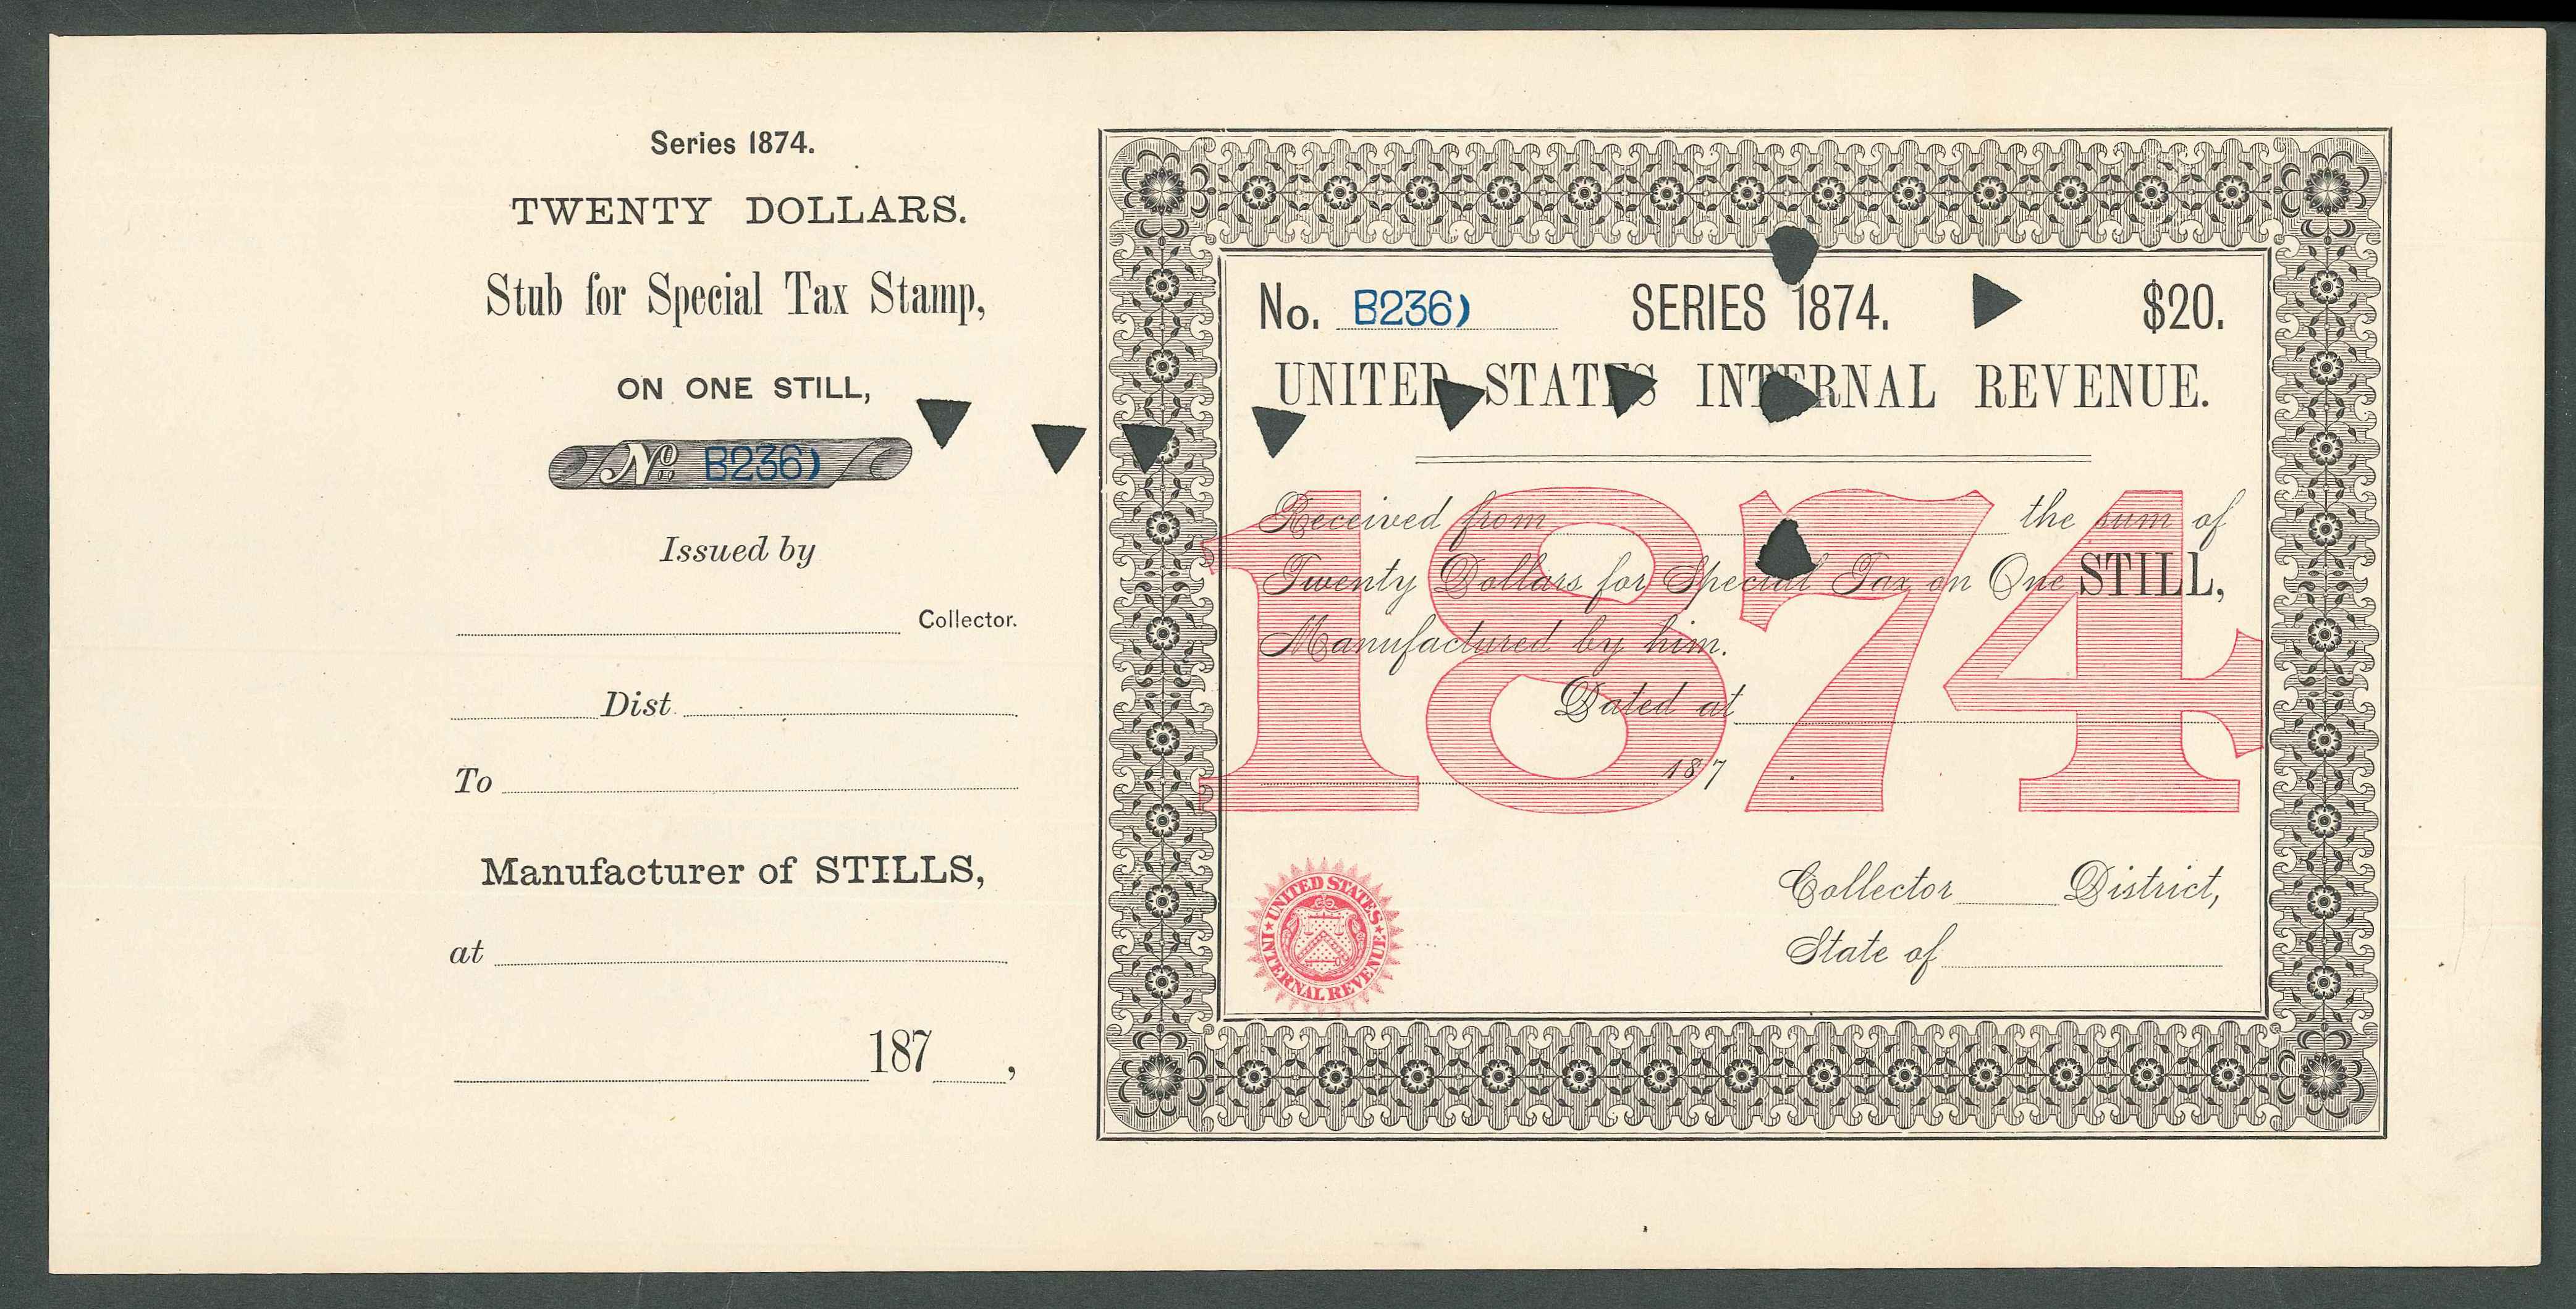 Series 1874.
TWENTY DOLLARS.
Stub for Special Tax Stamp,
ON ONE STILL,
No B236)
Issued by
Collector.
Dist.
To
Manufacturer of STILLS,
at
187 ,
No. B236) SERIES 1874. $20.
UNITED STATES INTERNAL REVENUE.
1874
Received from the sum of
Twenty Dollars for Special Tax on One STILL,
Manufactured by him.
Dated at
187
Collector District,
State of
UNITED STATES
INTERNAL REVENUE